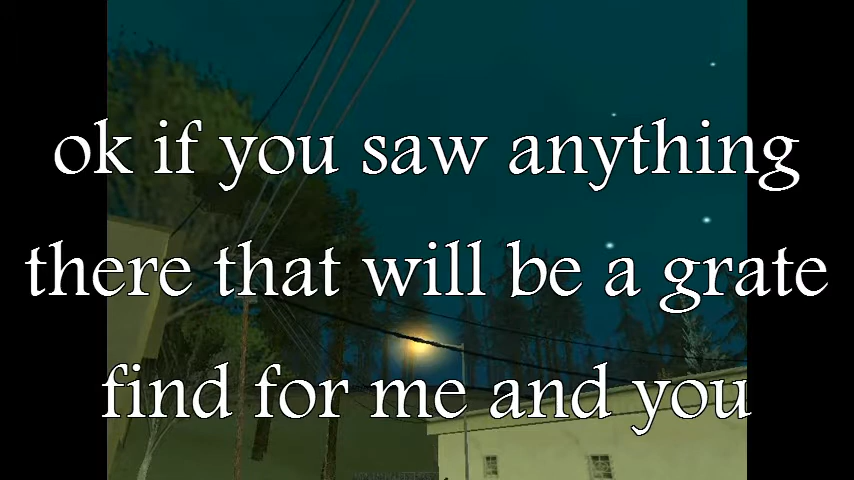 ok if you saw anything
there that will be a grate
find for me and you